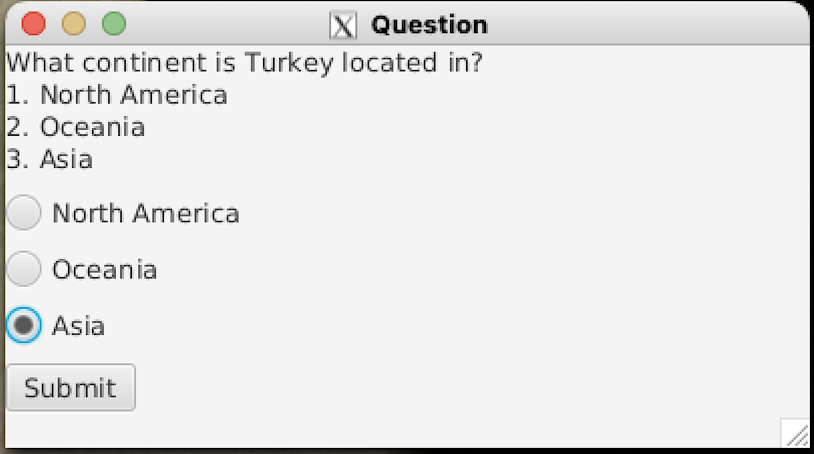 Question
What continent is Turkey located in?
1. North America
2. Oceania
3. Asia
North America
Oceania
Asia
Submit